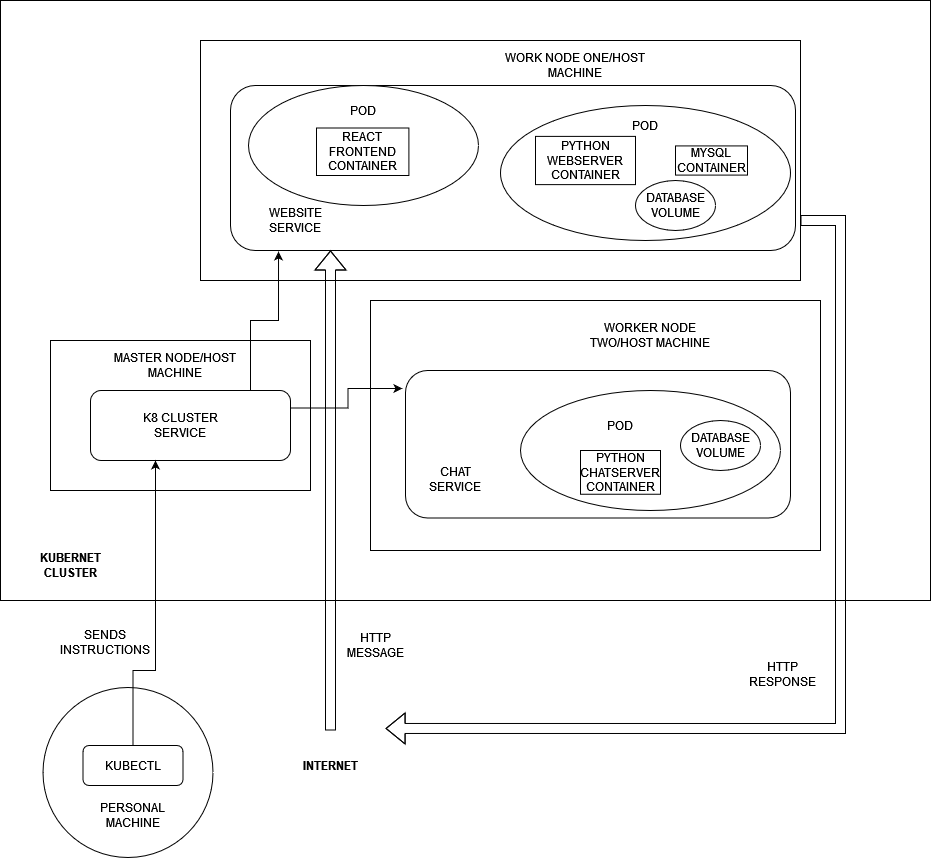 WORK NODE ONE/HOST
MACHINE
POD
REACT
FRONTEND
CONTAINER
POD
PYTHON
WEBSERVER
CONTAINER
MYSQL
CONTAINER
DATABASE
VOLUME
WEBSITE
SERVICE
WORKER NODE
TWO/HOST MACHINE
MASTER NODE/HOST
MACHINE
K8 CLUSTER
SERVICE
POD
DATABASE
VOLUME
PYTHON
CHATSERVER
CONTAINER
CHAT
SERVICE
KUBERNET
CLUSTER
SENDS
INSTRUCTIONS
HTTP
MESSAGE
HTTP
RESPONSE
INTERNET
KUBECTL
PERSONAL
MACHINE